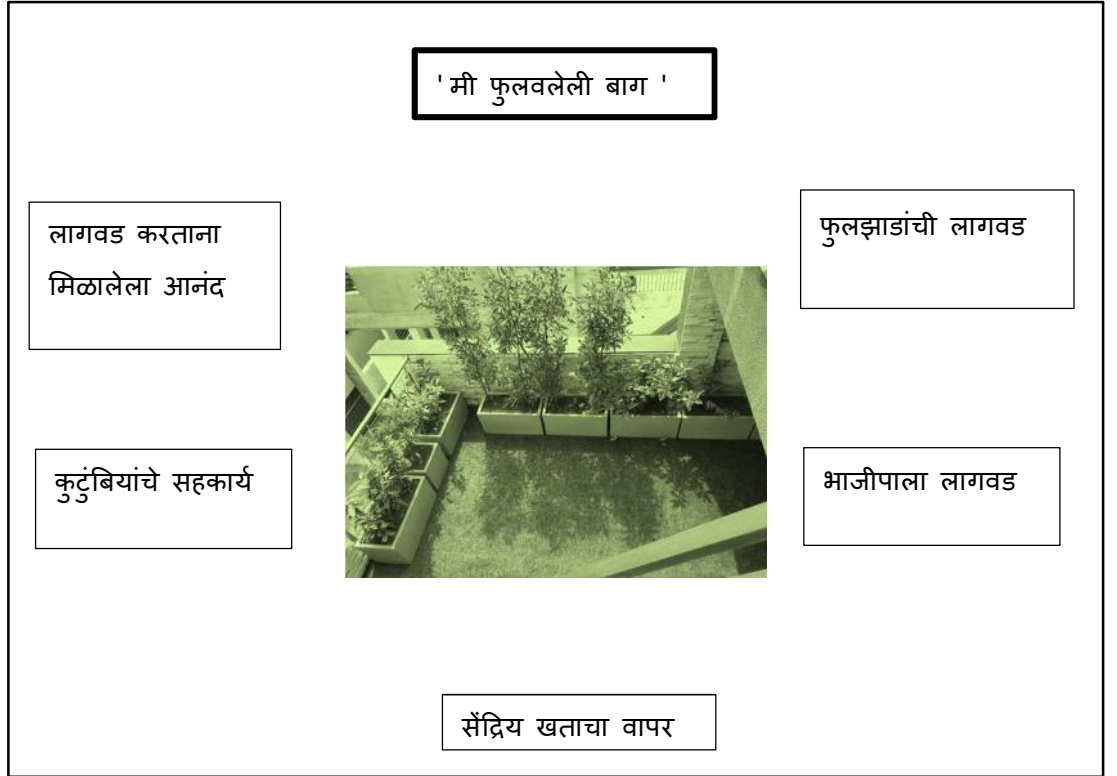 ' मी फुलवलेली बाग '
लागवड करताना
मिळालेला आनंद
फुलझाडांची लागवड
कुटुंबियांचे सहकार्य
भाजीपाला लागवड
सेंद्रिय खताचा वापर